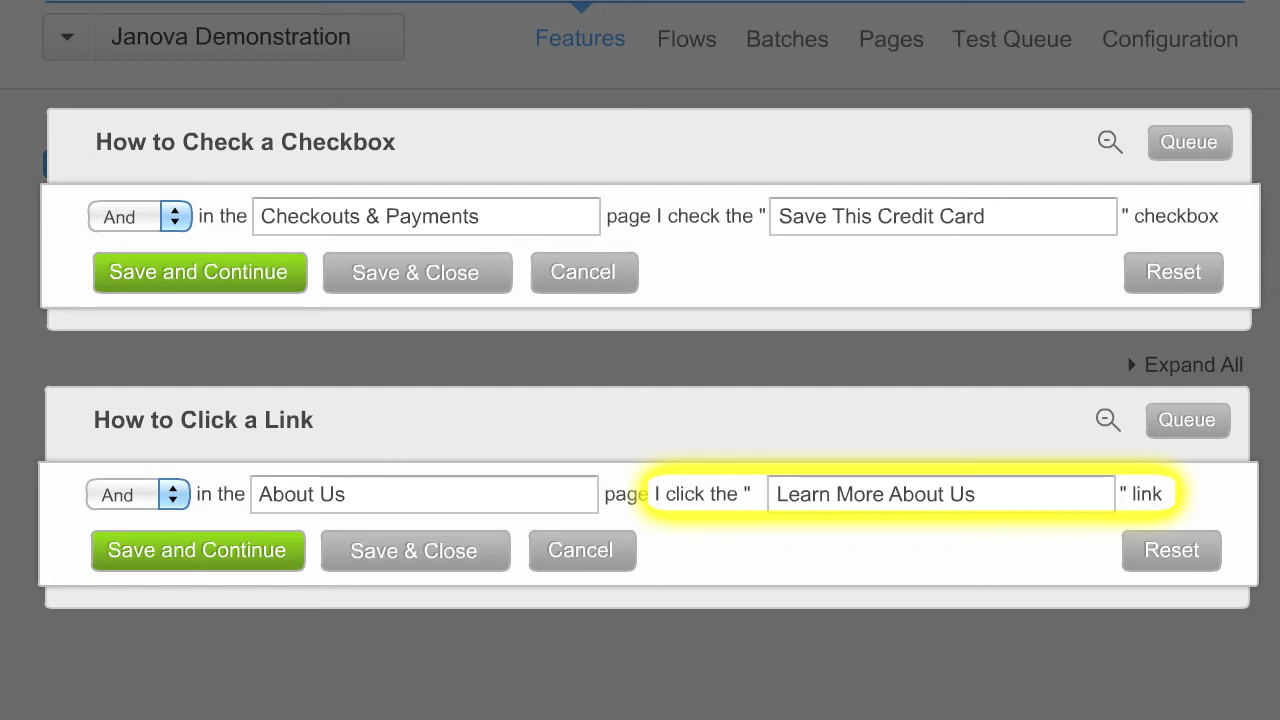 Janova Demonstration Features Flows Batches Pages Test Queue Configuration
How to Check a Checkbox Queue
And in the Checkouts & Payments page I check the " Save This Credit Card " checkbox
Save and Continue Save & Close Cancel Reset
Expand All
How to Click a Link Queue
And in the About Us page I click the " Learn More About Us " link
Save and Continue Save & Close Cancel Reset